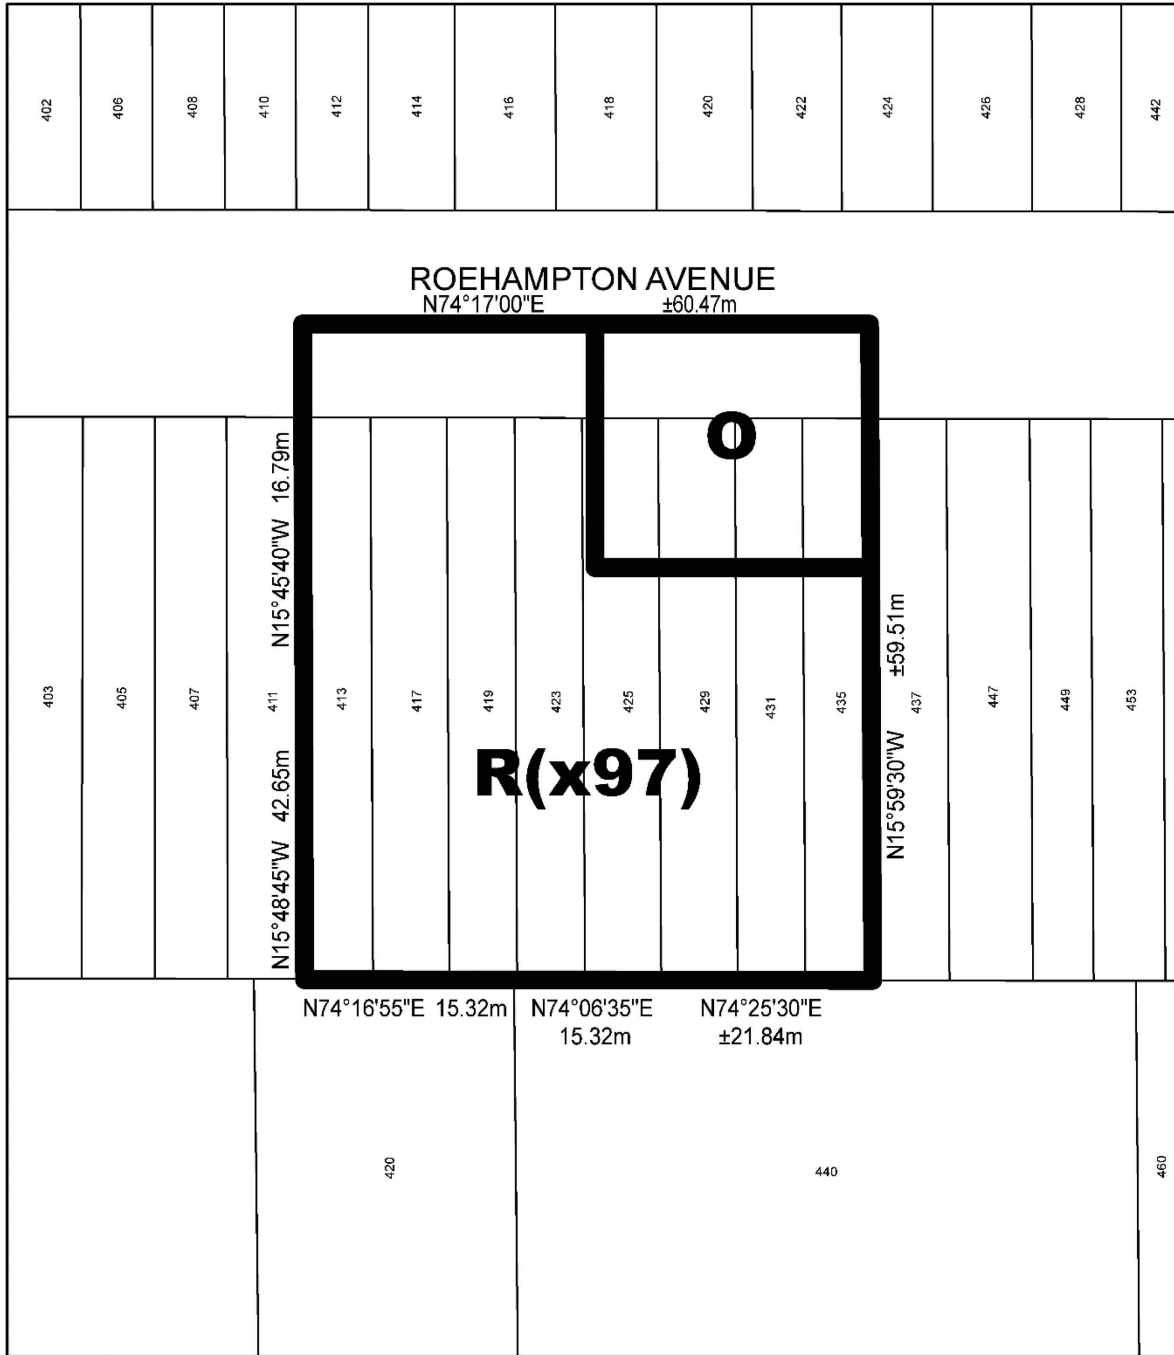 402 406 408 410 412 414 416 418 420 422 424 426 428 442
ROEHAMPTON AVENUE
N74°17'00"E ±60.47m
O
N15°45'40"W 16.79m
±59.51m
403 405 407 411 413 417 419 423 425 429 431 435 437 447 449 453
R(x97)
N15°48'45"W 42.65m
N15°59'30"W
N74°16'55"E 15.32m N74°06'35"E N74°25'30"E
15.32m ±21.84m
420 440 460